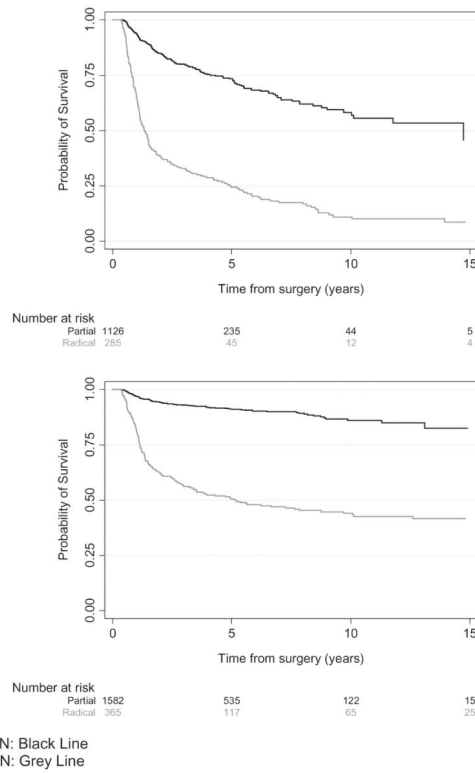 1.00
0.75
0.50
0.25
0.00
Probability of Survival
0 5 10 15
Time from surgery (years)
Number at risk
Partial 1126 235 44 5
Radical 285 45 12 4
1.00
0.75
0.50
0.25
0.00
Probability of Survival
0 5 10 15
Time from surgery (years)
Number at risk
Partial 1582 535 122 15
Radical 365 117 65 25
N: Black Line
N: Grey Line